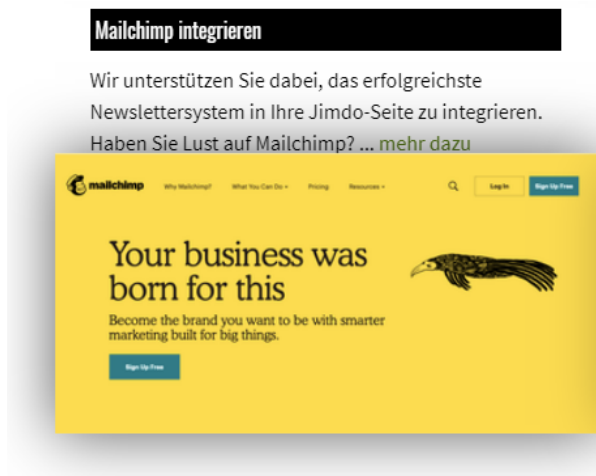 Mailchimp integrieren
Wir unterstützen Sie dabei, das erfolgreichste
Newslettersystem in Ihre Jimdo-Seite zu integrieren.
Haben Sie Lust auf Mailchimp? ... mehr dazu
mailchimp Why Mailchimp? What You Can Do Pricing Resources Log In Sign Up Free
Your business was
born for this
Become the brand you want to be with smarter
marketing built for big things.
Sign Up Free